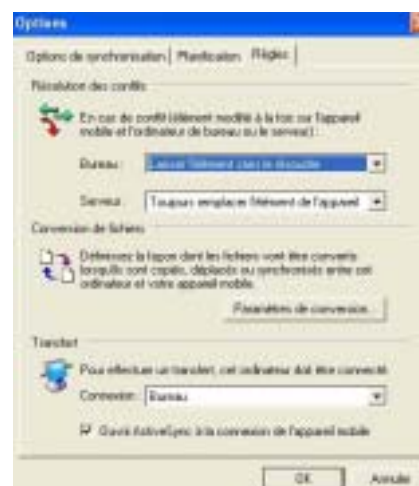 Options
Options de synchronisation | Planification | Règles
Résolution des conflits
En cas de conflit (élément modifié à la fois sur l'appareil
mobile et l'ordinateur de bureau ou le serveur) :
Bureau : Laisser l'élément sans le résoudre
Serveur : Toujours remplacer l'élément de l'appareil
Conversion de fichiers
Définissez la façon dont les fichiers vont être convertis
lorsqu'ils sont copiés, déplacés ou synchronisés entre cet
ordinateur et votre appareil mobile.
Paramètres de conversion...
Transfert
Pour effectuer un transfert, cet ordinateur doit être connecté
Connexion : Bureau
Ouvrir ActiveSync à la connexion de l'appareil mobile
OK Annuler